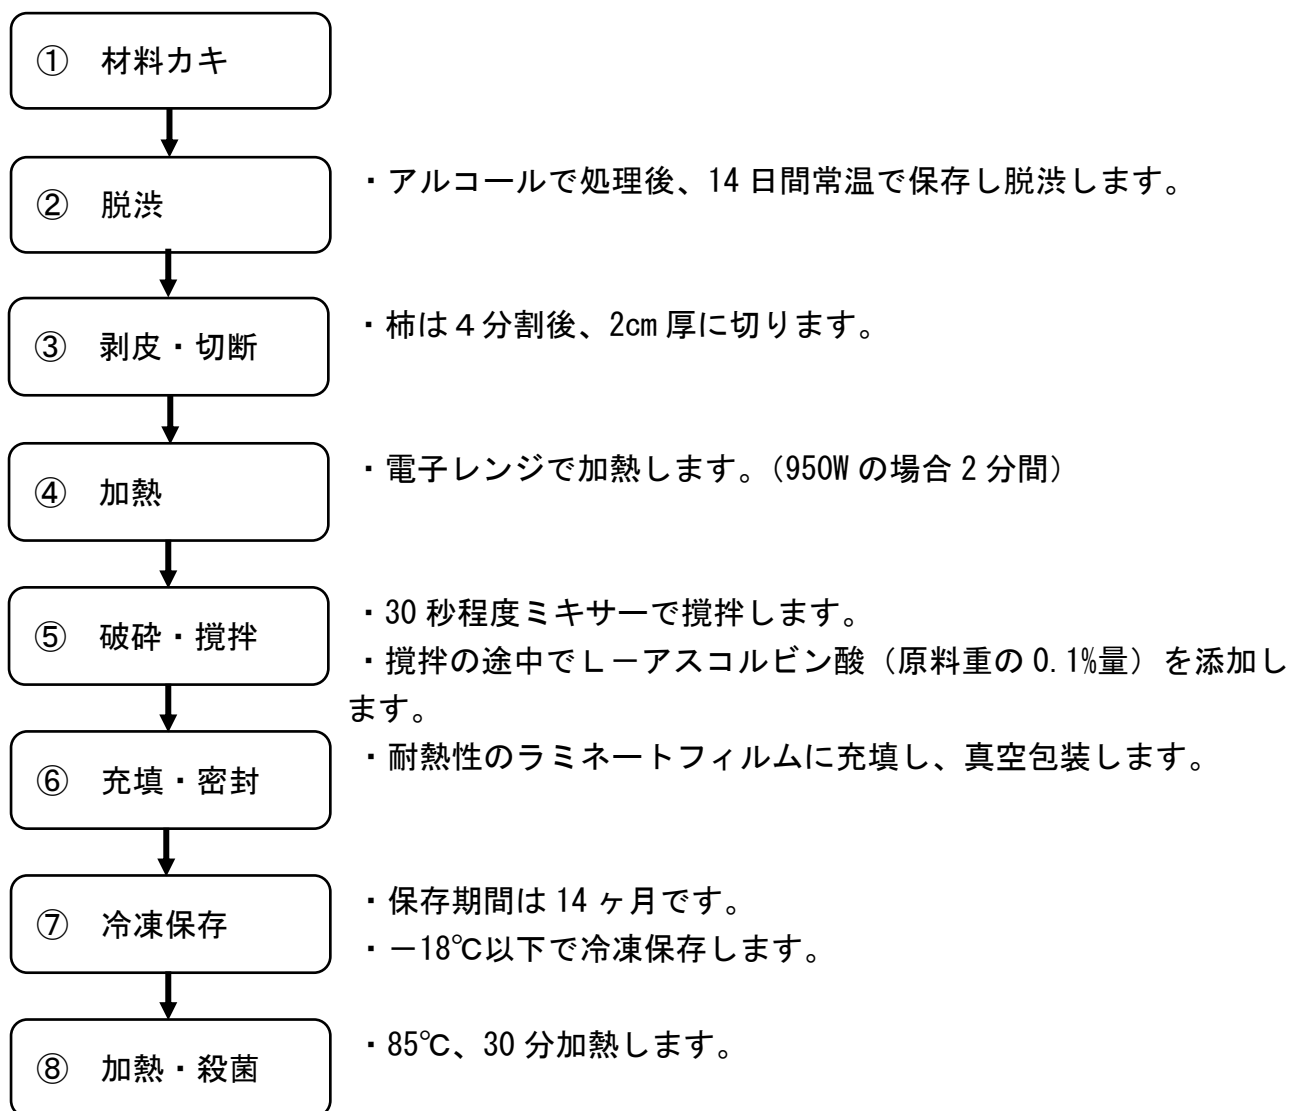 ① 材料カキ
② 脱渋
・アルコールで処理後、14日間常温で保存し脱渋します。
③ 剥皮・切断
・柿は４分割後、2cm厚に切ります。
④ 加熱
・電子レンジで加熱します。（950Wの場合2分間）
⑤ 破砕・撹拌
・30秒程度ミキサーで撹拌します。
・撹拌の途中でＬ－アスコルビン酸（原料重の0.1%量）を添加し
ます。
⑥ 充填・密封
・耐熱性のラミネートフィルムに充填し、真空包装します。
⑦ 冷凍保存
・保存期間は14ヶ月です。
・－18℃以下で冷凍保存します。
⑧ 加熱・殺菌
・85℃、30分加熱します。